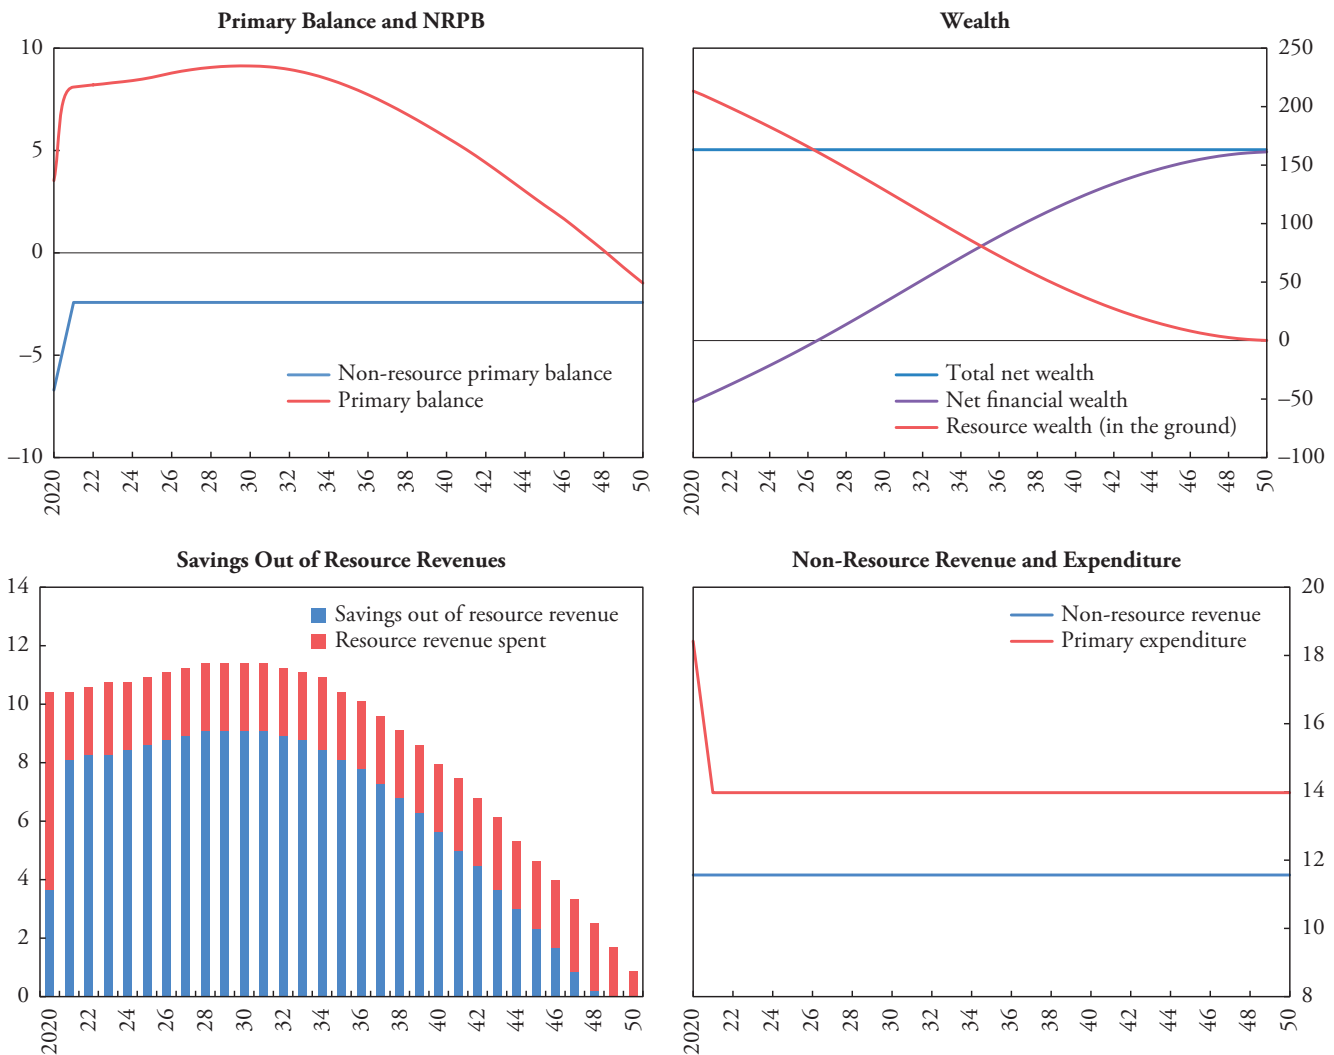 Primary Balance and NRPB
10
5
0
−5
−10
Non-resource primary balance
Primary balance
2020 22 24 26 28 30 32 34 36 38 40 42 44 46 48 50
Wealth
250
200
150
100
50
0
−50
−100
Total net wealth
Net financial wealth
Resource wealth (in the ground)
2020 22 24 26 28 30 32 34 36 38 40 42 44 46 48 50
Savings Out of Resource Revenues
14
12
10
8
6
4
2
0
Savings out of resource revenue
Resource revenue spent
2020 22 24 26 28 30 32 34 36 38 40 42 44 46 48 50
Non-Resource Revenue and Expenditure
20
18
16
14
12
10
8
Non-resource revenue
Primary expenditure
2020 22 24 26 28 30 32 34 36 38 40 42 44 46 48 50